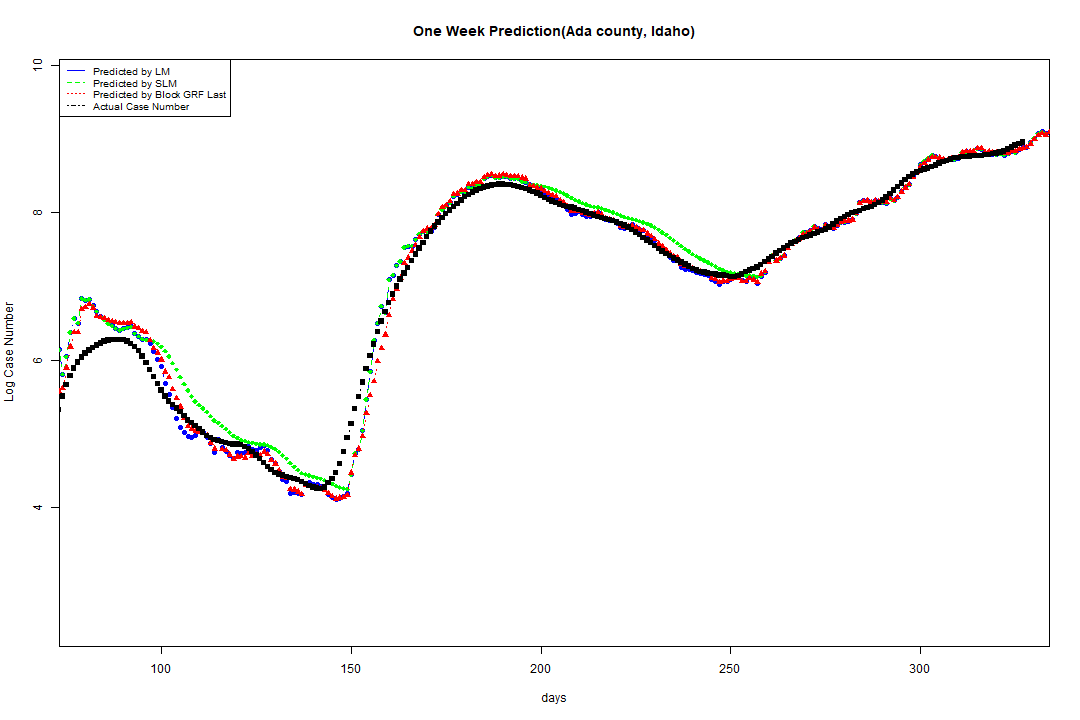 One Week Prediction(Ada county, Idaho)
Predicted by LM
Predicted by SLM
Predicted by Block GRF Last
Actual Case Number
Log Case Number
10
8
6
4
100
150
200
250
300
days